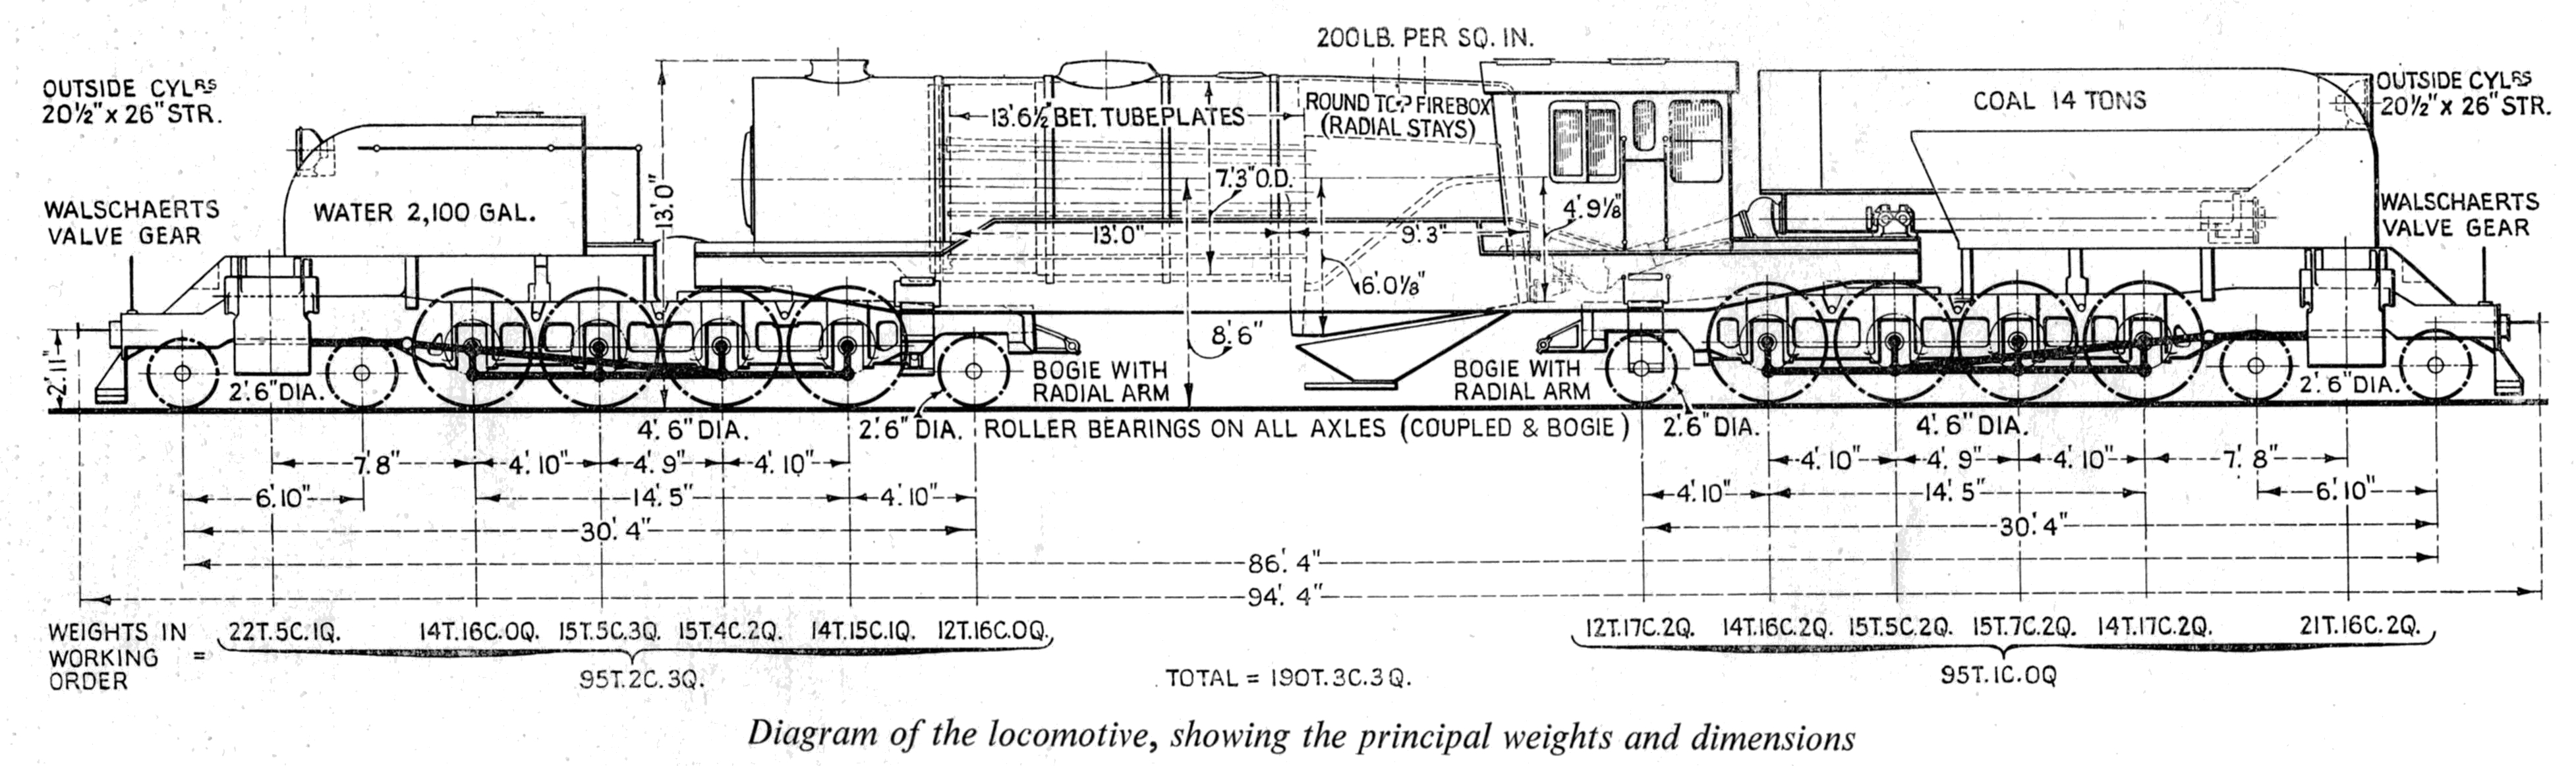 200LB. PER SQ. IN.
OUTSIDE CYLRS
20½" x 26" STR.
OUTSIDE CYLRS
20½" x 26" STR.
COAL 14 TONS
13'.6½" BET. TUBEPLATES
ROUND TOP FIREBOX
(RADIAL STAYS)
13'.0"
7'.3" O.D.
4'.9⅛"
WALSCHAERTS
VALVE GEAR
WATER 2,100 GAL.
WALSCHAERTS
VALVE GEAR
13'.0"
9'.3"
6'.0⅛"
8'.6"
2'.11"
BOGIE WITH
RADIAL ARM
BOGIE WITH
RADIAL ARM
2'.6" DIA.
2'.6" DIA.
4'.6" DIA.
2'.6" DIA.
ROLLER BEARINGS ON ALL AXLES (COUPLED & BOGIE)
2'.6" DIA.
4'.6" DIA.
7'.8"
4'.10"
4'.9"
4'.10"
4'.10"
4'.9"
4'.10"
7'.8"
6'.10"
14'.5"
4'.10"
4'.10"
14'.5"
6'.10"
30'.4"
30'.4"
86'.4"
94'.4"
WEIGHTS IN
WORKING =
ORDER
22T.5C.1Q.
14T.16C.0Q.
15T.5C.3Q.
15T.4C.2Q.
14T.15C.1Q.
12T.16C.0Q.
12T.17C.2Q.
14T.16C.2Q.
15T.5C.2Q.
15T.7C.2Q.
14T.17C.2Q.
21T.16C.2Q.
95T.2C.3Q.
TOTAL = 190T.3C.3Q.
95T.1C.0Q
Diagram of the locomotive, showing the principal weights and dimensions